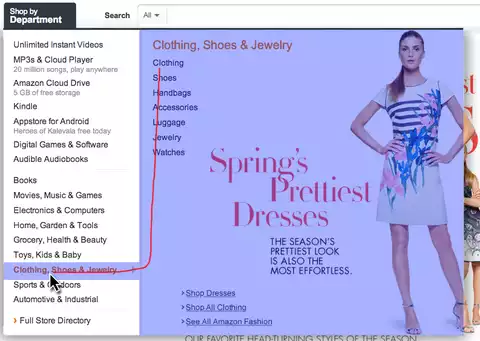 Shop by
Department
Search
All
Unlimited Instant Videos
MP3s & Cloud Player
20 million songs, play anywhere
Amazon Cloud Drive
5 GB of free storage
Kindle
Appstore for Android
Heroes of Kalevala free today
Digital Games & Software
Audible Audiobooks
Books
Movies, Music & Games
Electronics & Computers
Home, Garden & Tools
Grocery, Health & Beauty
Toys, Kids & Baby
Clothing, Shoes & Jewelry
Sports & Outdoors
Automotive & Industrial
Full Store Directory
Clothing, Shoes & Jewelry
Clothing
Shoes
Handbags
Accessories
Luggage
Jewelry
Watches
Spring's
Prettiest
Dresses
THE SEASON'S
PRETTIEST LOOK
IS ALSO THE
MOST EFFORTLESS.
Shop Dresses
Shop All Clothing
See All Amazon Fashion
OUR FAVORITE HEAD-TURNING STYLES OF THE SEASON